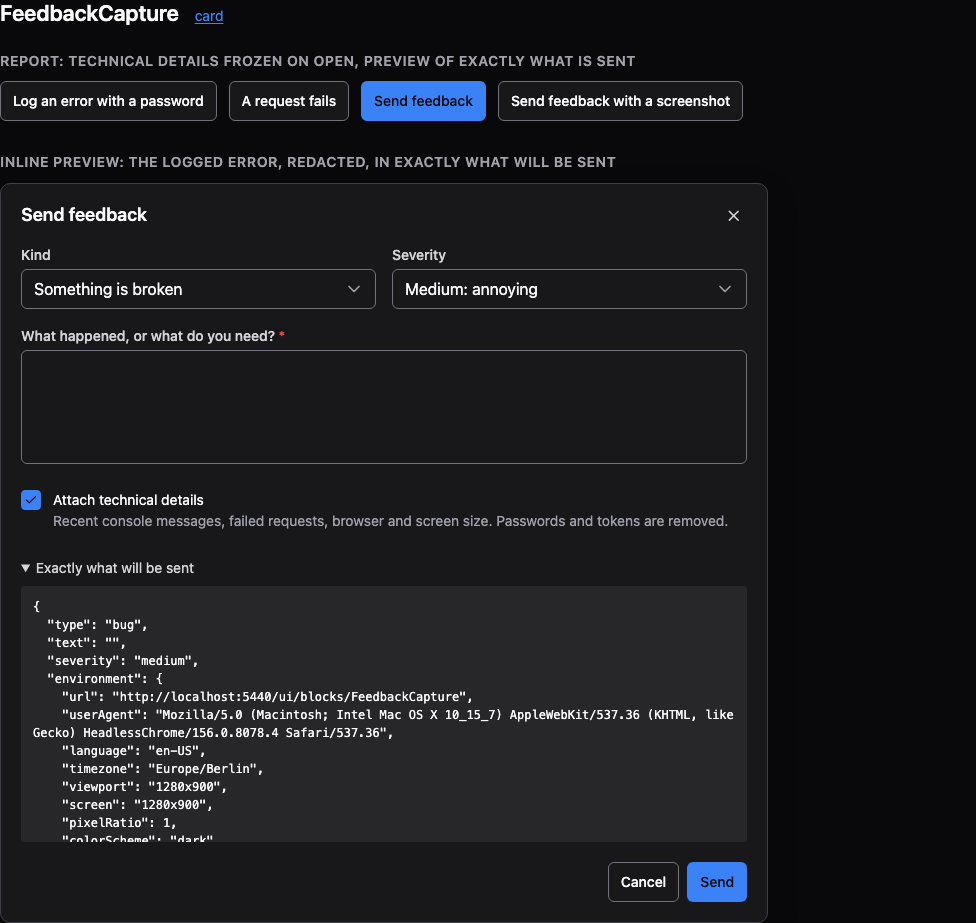 FeedbackCapture card
REPORT: TECHNICAL DETAILS FROZEN ON OPEN, PREVIEW OF EXACTLY WHAT IS SENT
Log an error with a password
A request fails
Send feedback
Send feedback with a screenshot
INLINE PREVIEW: THE LOGGED ERROR, REDACTED, IN EXACTLY WHAT WILL BE SENT
Send feedback
Kind
Severity
Something is broken
Medium: annoying
What happened, or what do you need? *
Attach technical details
Recent console messages, failed requests, browser and screen size. Passwords and tokens are removed.
▼ Exactly what will be sent
{
  "type": "bug",
  "text": "",
  "severity": "medium",
  "environment": {
    "url": "http://localhost:5440/ui/blocks/FeedbackCapture",
    "userAgent": "Mozilla/5.0 (Macintosh; Intel Mac OS X 10_15_7) AppleWebKit/537.36 (KHTML, like
Gecko) HeadlessChrome/156.0.8078.4 Safari/537.36",
    "language": "en-US",
    "timezone": "Europe/Berlin",
    "viewport": "1280x900",
    "screen": "1280x900",
    "pixelRatio": 1,
    "colorScheme": "dark"
Cancel
Send